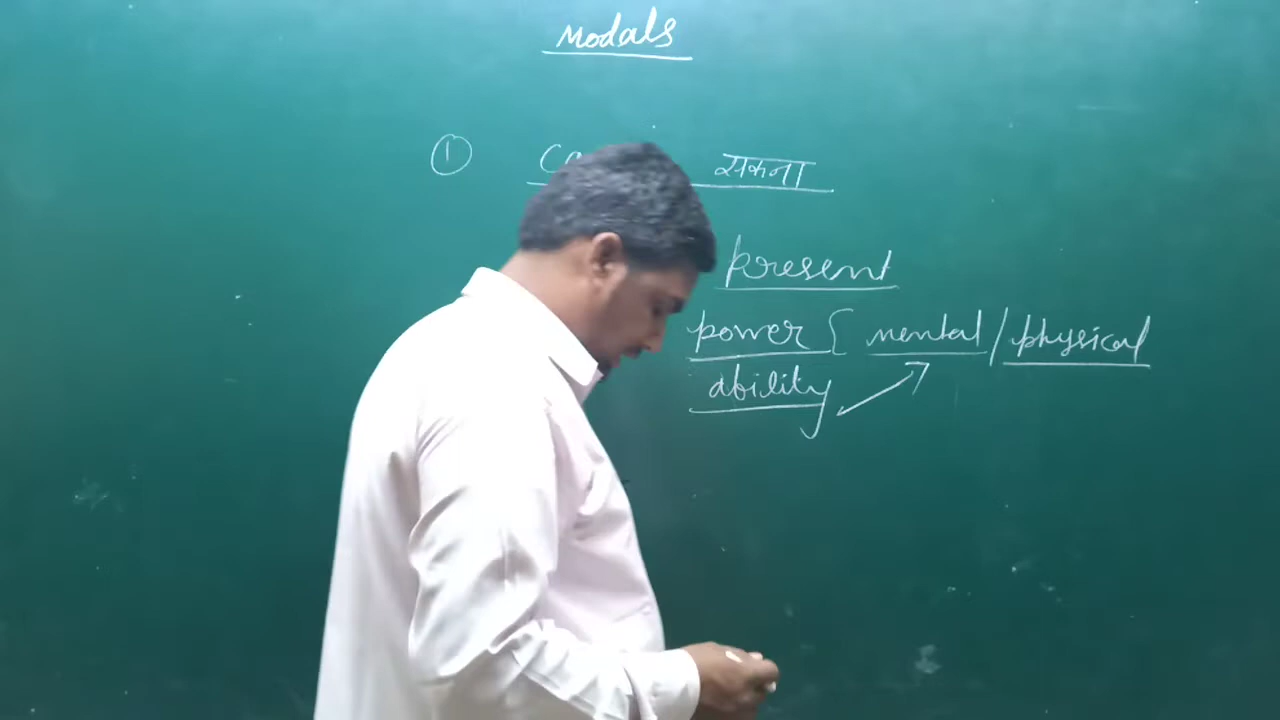 Modals
① सकना
present
power { mental / physical
ability